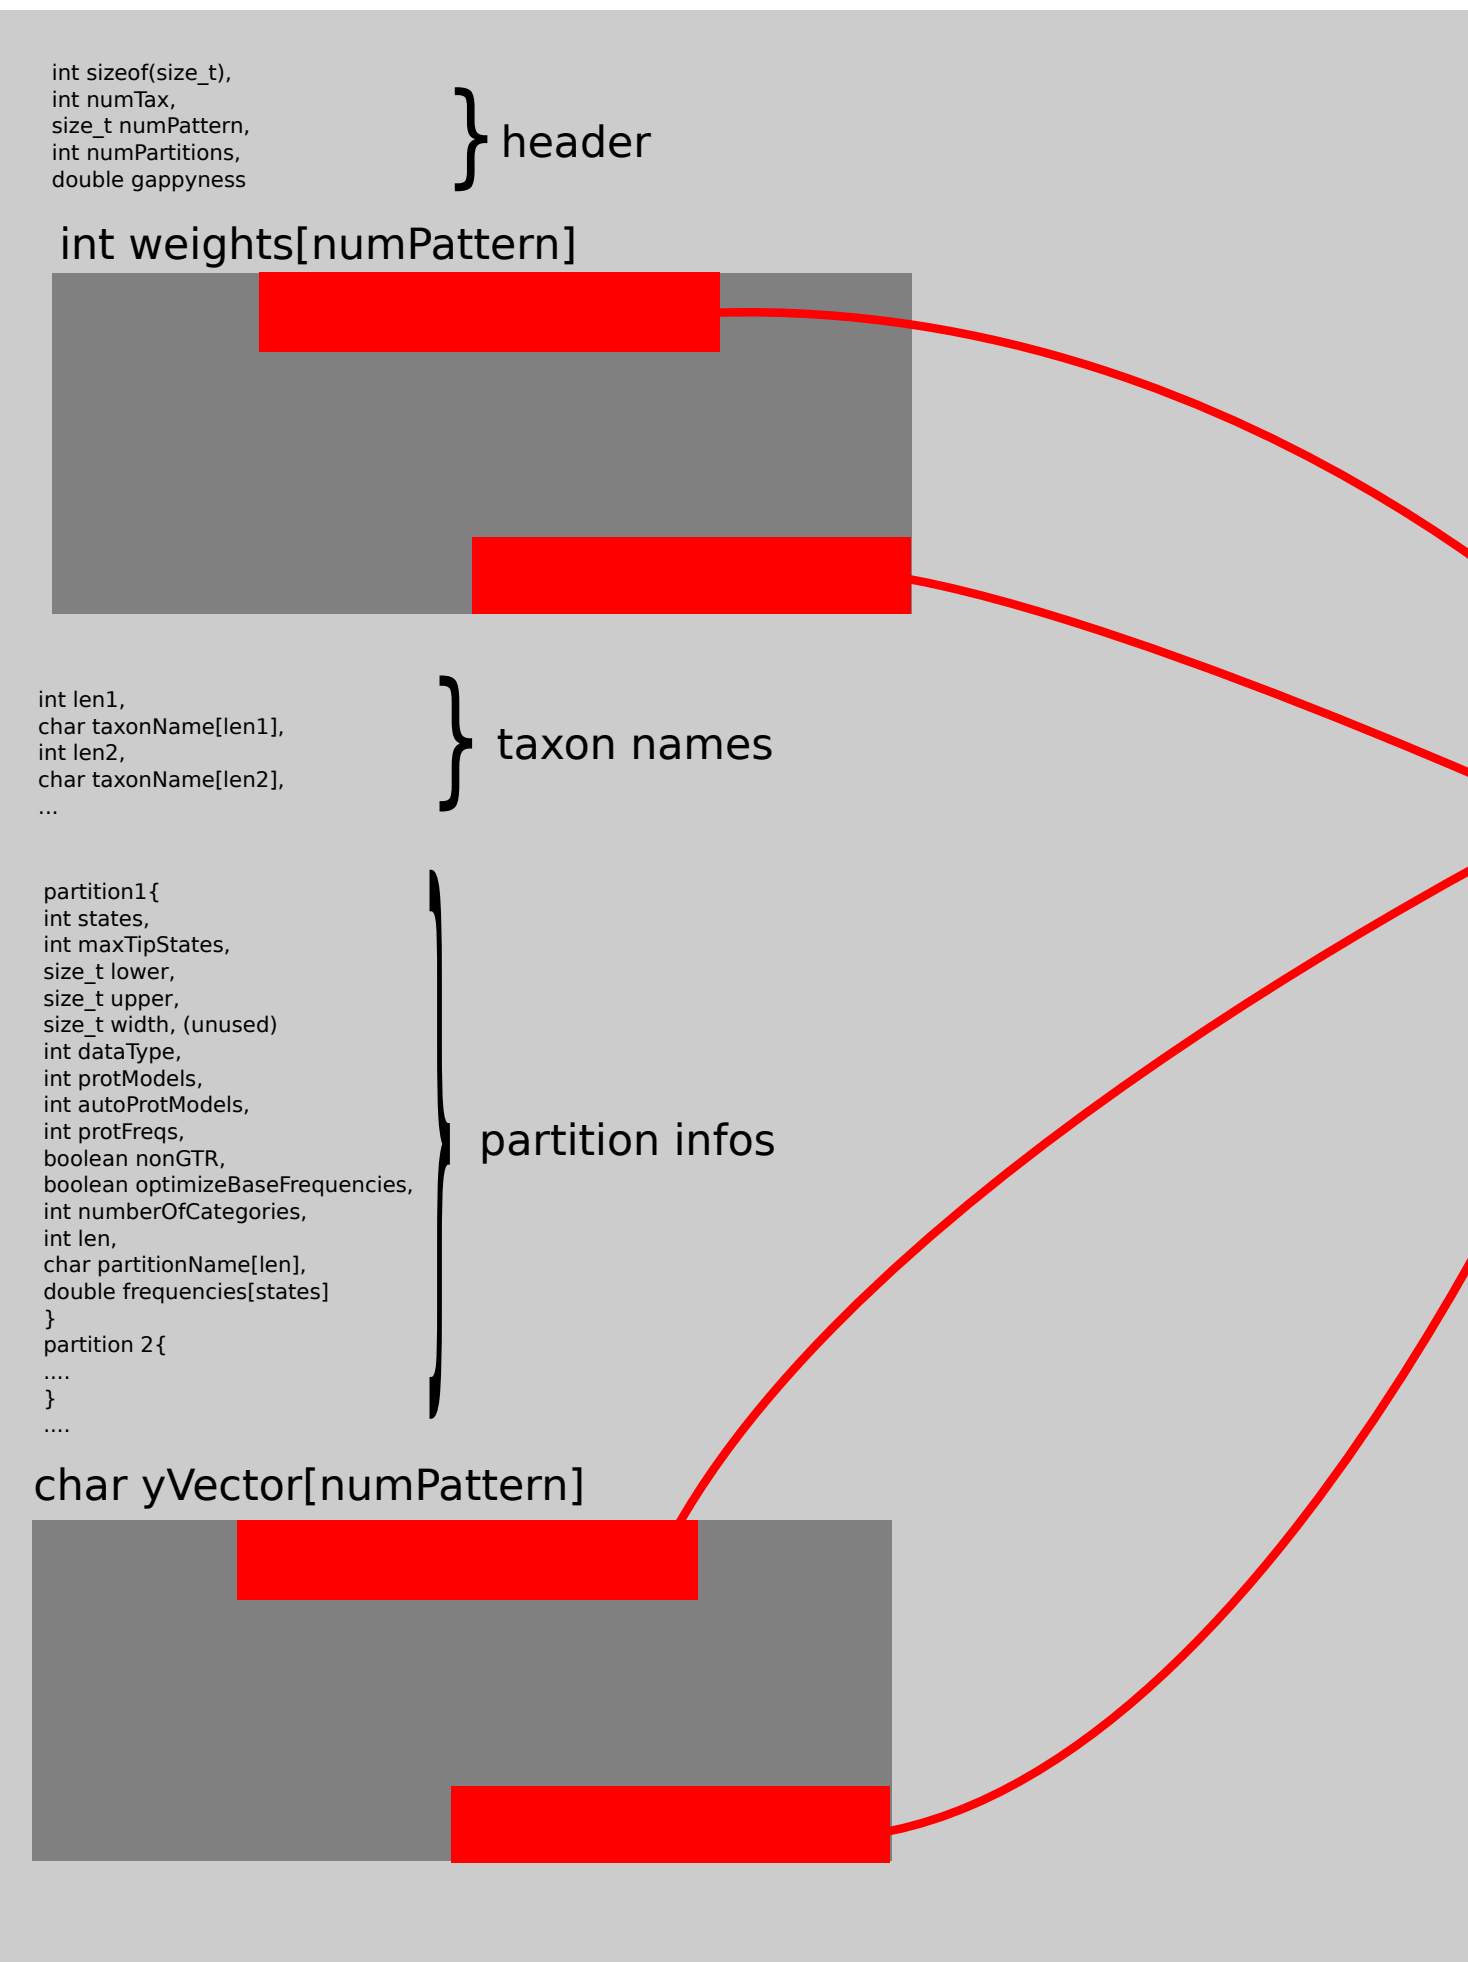 int sizeof(size_t),
int numTax,
size_t numPattern,
int numPartitions,
double gappyness
header
int weights[numPattern]
int len1,
char taxonName[len1],
int len2,
char taxonName[len2],
...
taxon names
partition1{
int states,
int maxTipStates,
size_t lower,
size_t upper,
size_t width, (unused)
int dataType,
int protModels,
int autoProtModels,
int protFreqs,
boolean nonGTR,
boolean optimizeBaseFrequencies,
int numberOfCategories,
int len,
char partitionName[len],
double frequencies[states]
}
partition 2{
....
}
....
partition infos
char yVector[numPattern]